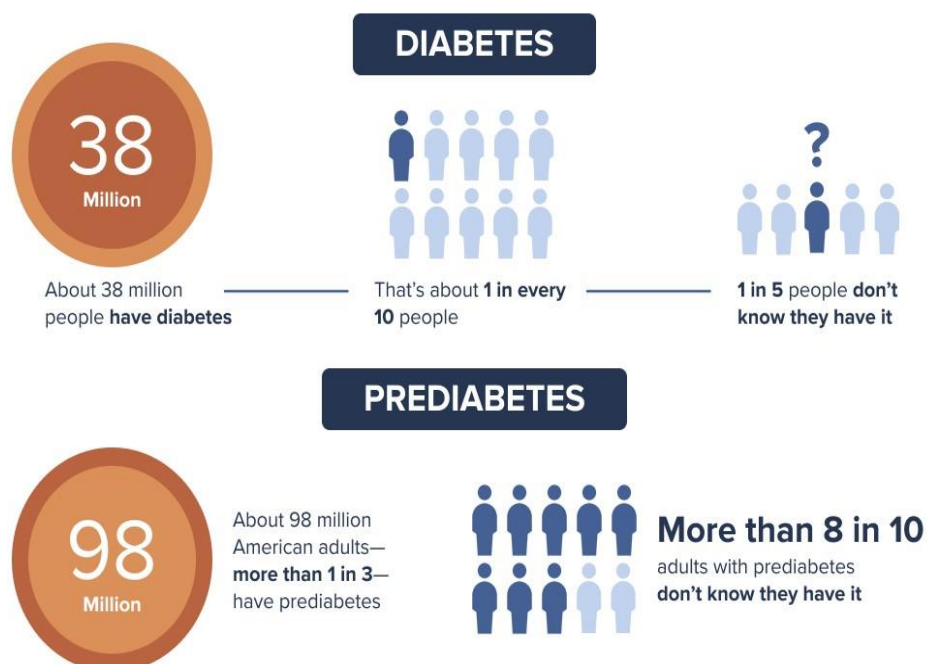 DIABETES
38
Million
About 38 million
people have diabetes
That's about 1 in every
10 people
?
1 in 5 people don't
know they have it
PREDIABETES
98
Million
About 98 million
American adults—
more than 1 in 3—
have prediabetes
More than 8 in 10
adults with prediabetes
don't know they have it